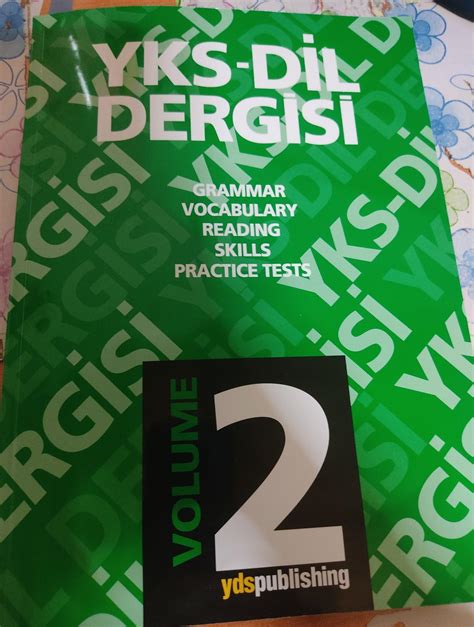 YKS-DİL
DERGİSİ
GRAMMAR
VOCABULARY
READING
SKILLS
PRACTICE TESTS
VOLUME
2
ydspublishing